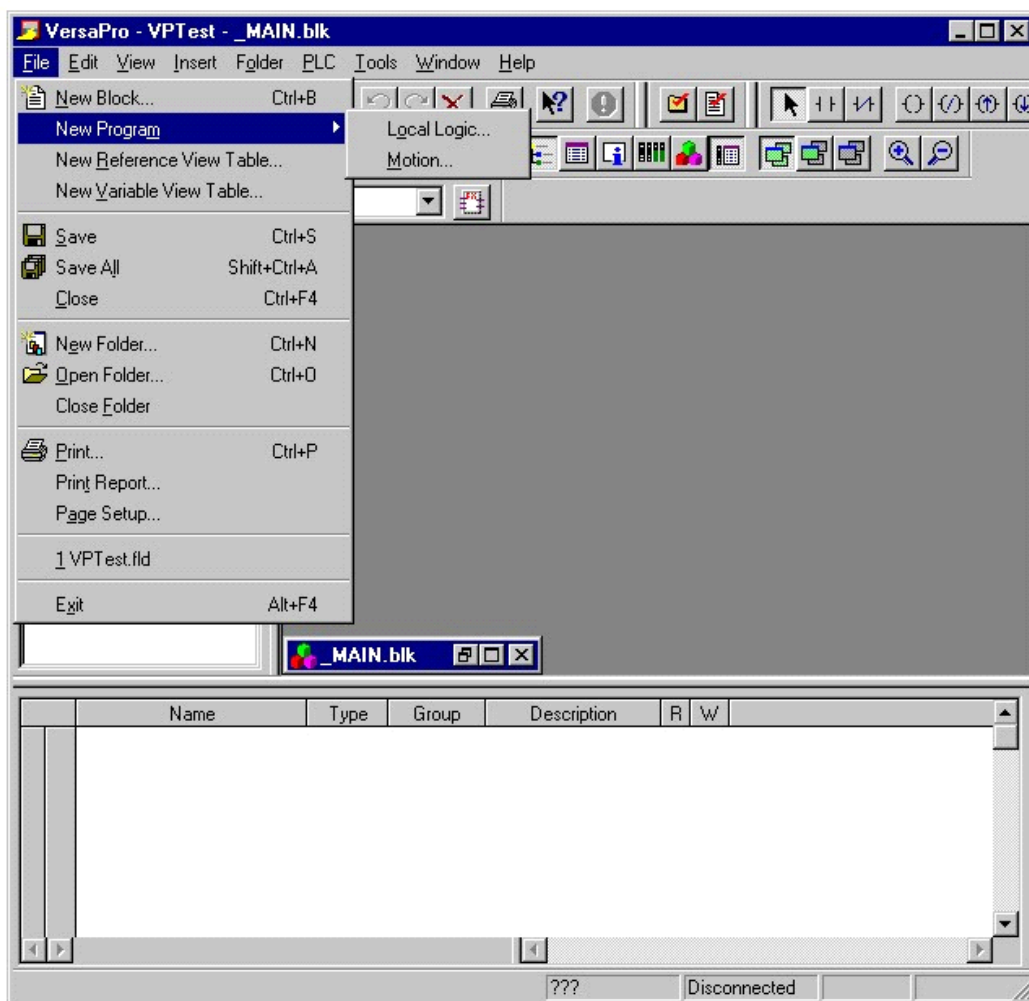 VersaPro - VPTest - _MAIN.blk
File Edit View Insert Folder PLC Tools Window Help
New Block... Ctrl+B
New Program
Local Logic...
Motion...
New Reference View Table...
New Variable View Table...
Save Ctrl+S
Save All Shift+Ctrl+A
Close Ctrl+F4
New Folder... Ctrl+N
Open Folder... Ctrl+O
Close Folder
Print... Ctrl+P
Print Report...
Page Setup...
1 VPTest.fld
Exit Alt+F4
_MAIN.blk
Name Type Group Description R W
??? Disconnected